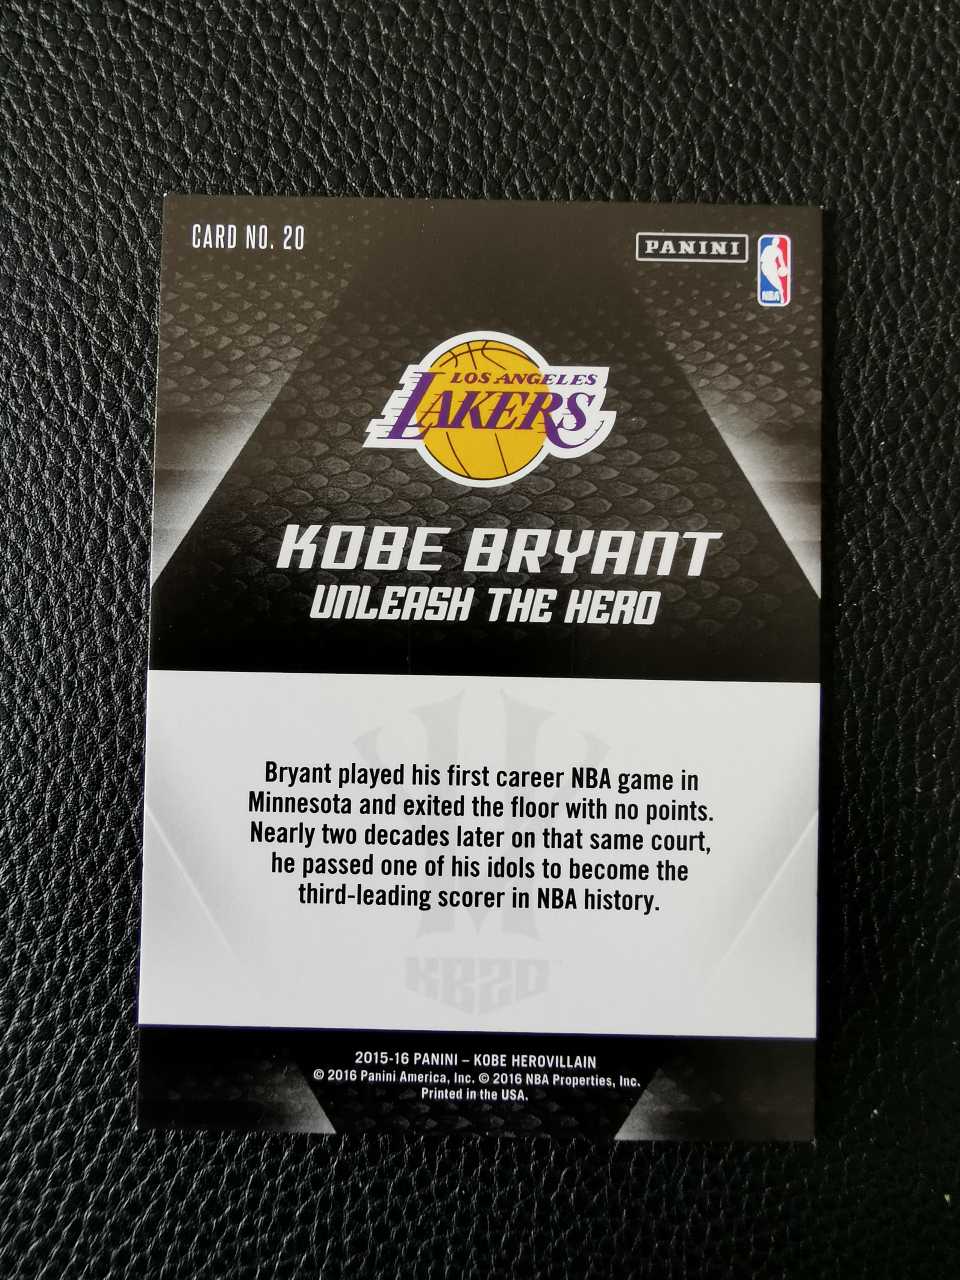 CARD NO. 20
PANINI
NBA
LOS ANGELES
LAKERS
KOBE BRYANT
UNLEASH THE HERO
Bryant played his first career NBA game in
Minnesota and exited the floor with no points.
Nearly two decades later on that same court,
he passed one of his idols to become the
third-leading scorer in NBA history.
KB20
2015-16 PANINI – KOBE HEROVILLAIN
© 2016 Panini America, Inc. © 2016 NBA Properties, Inc.
Printed in the USA.